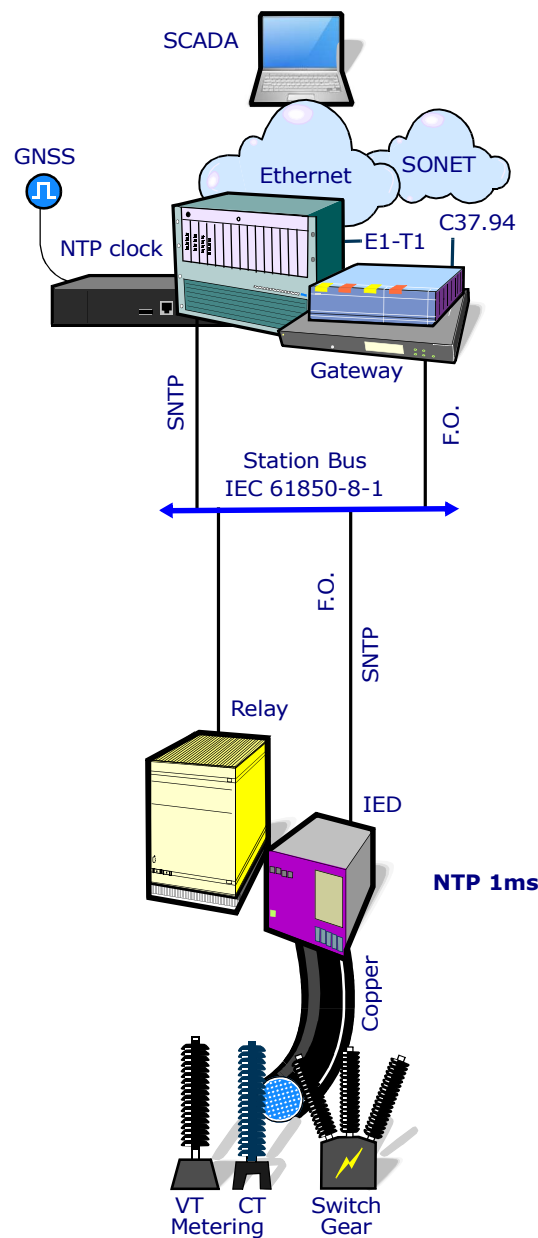 SCADA
Ethernet
SONET
GNSS
NTP clock
E1-T1
C37.94
Gateway
SNTP
F.O.
Station Bus
IEC 61850-8-1
F.O.
SNTP
Relay
IED
NTP 1ms
Copper
VT CT
Metering
Switch
Gear